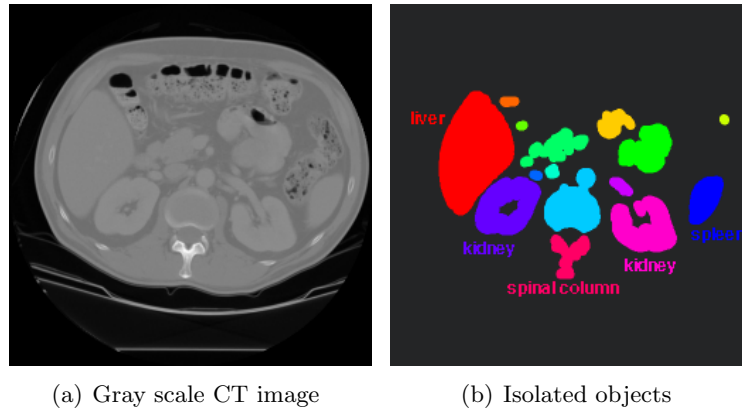 liver
kidney
spleen
kidney
spinal column
(a) Gray scale CT image
(b) Isolated objects